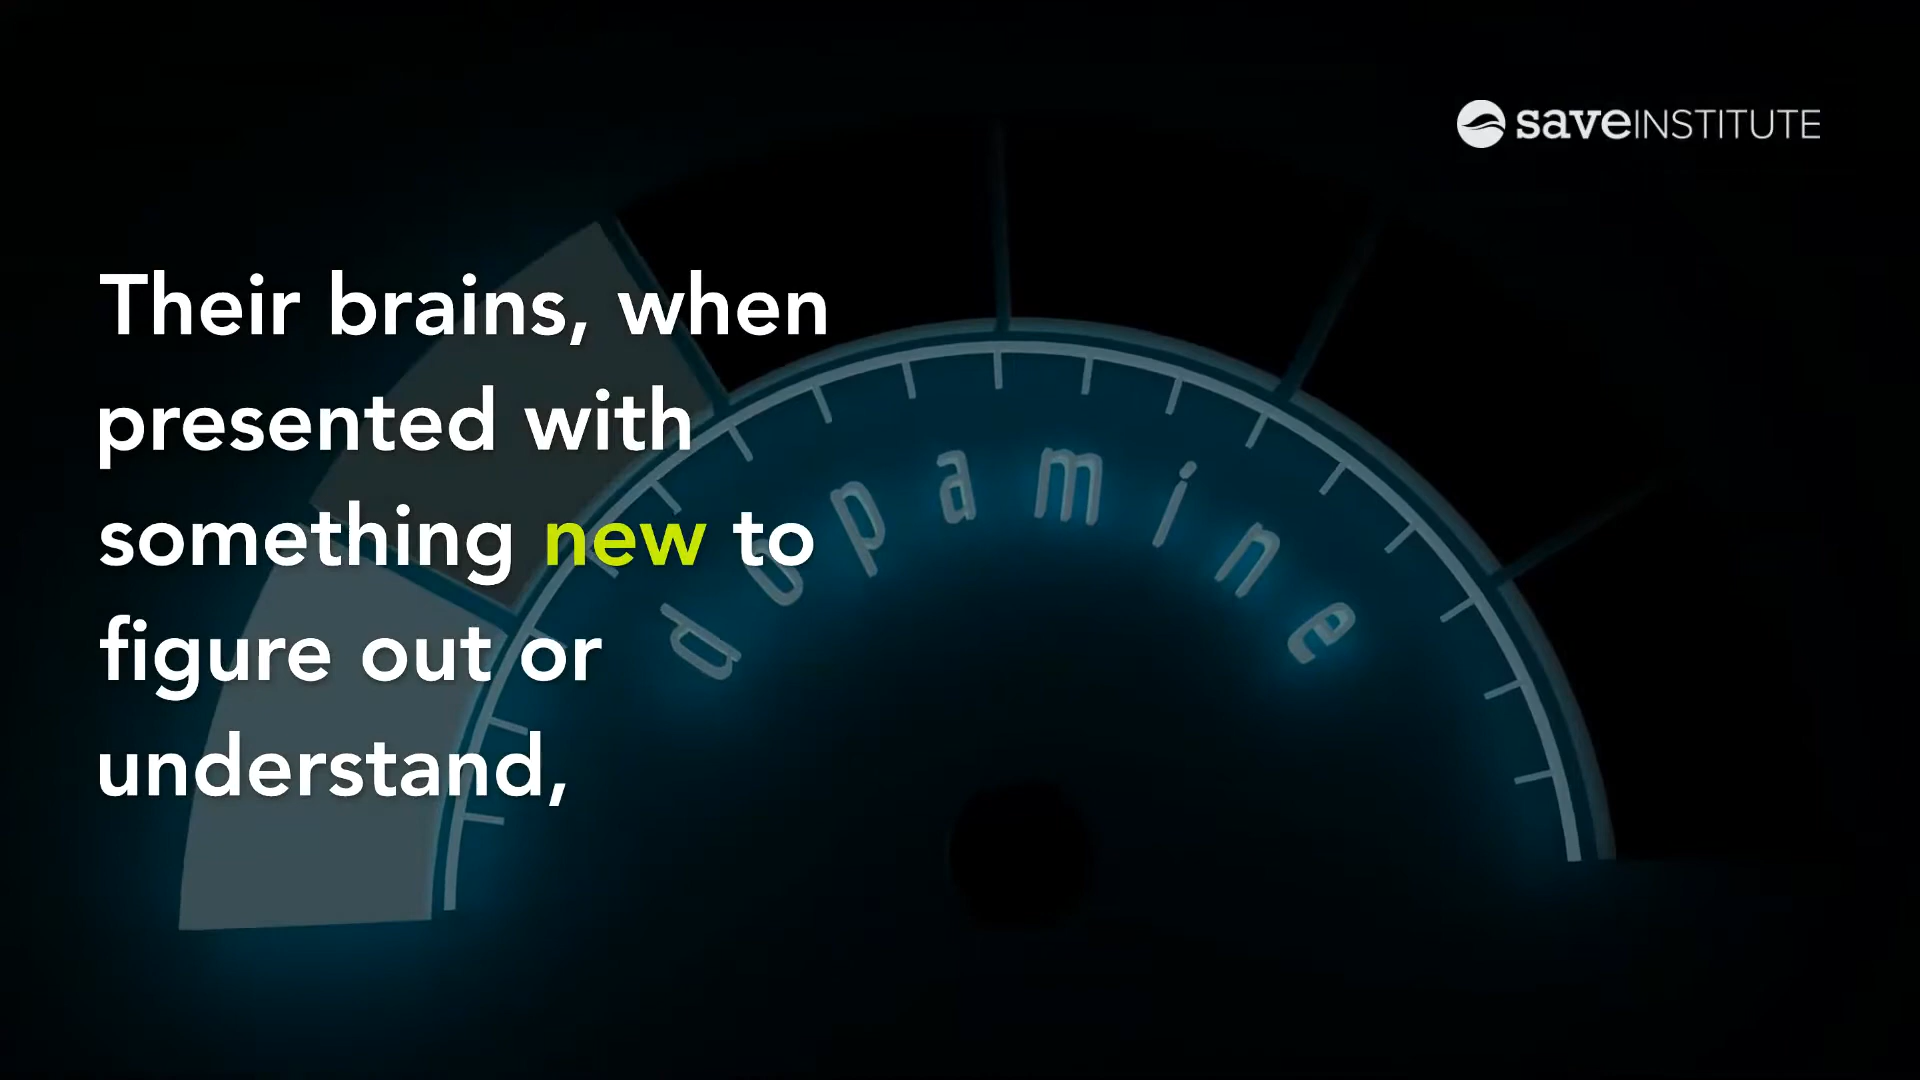 saveINSTITUTE
Their brains, when
presented with
something new to
figure out or
understand,
dopamine